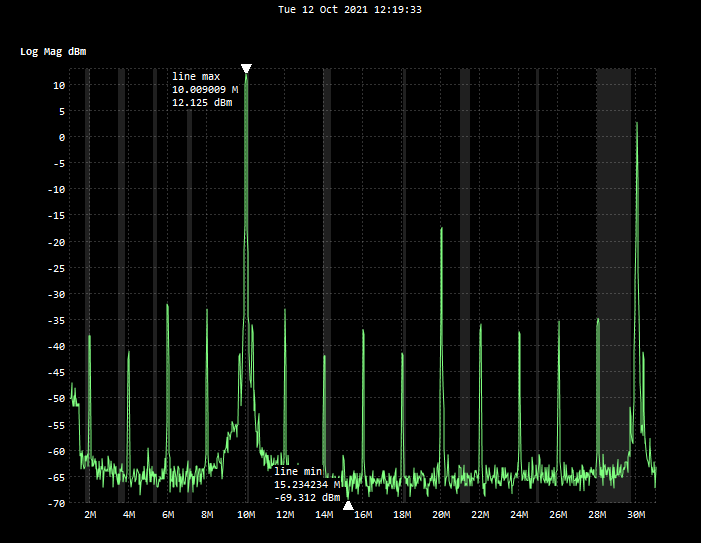 Tue 12 Oct 2021 12:19:33
Log Mag dBm
line max
10.009009 M
12.125 dBm
10
5
0
-5
-10
-15
-20
-25
-30
-35
-40
-45
-50
-55
-60
-65
-70
line min
15.234234 M
-69.312 dBm
2M 4M 6M 8M 10M 12M 14M 16M 18M 20M 22M 24M 26M 28M 30M